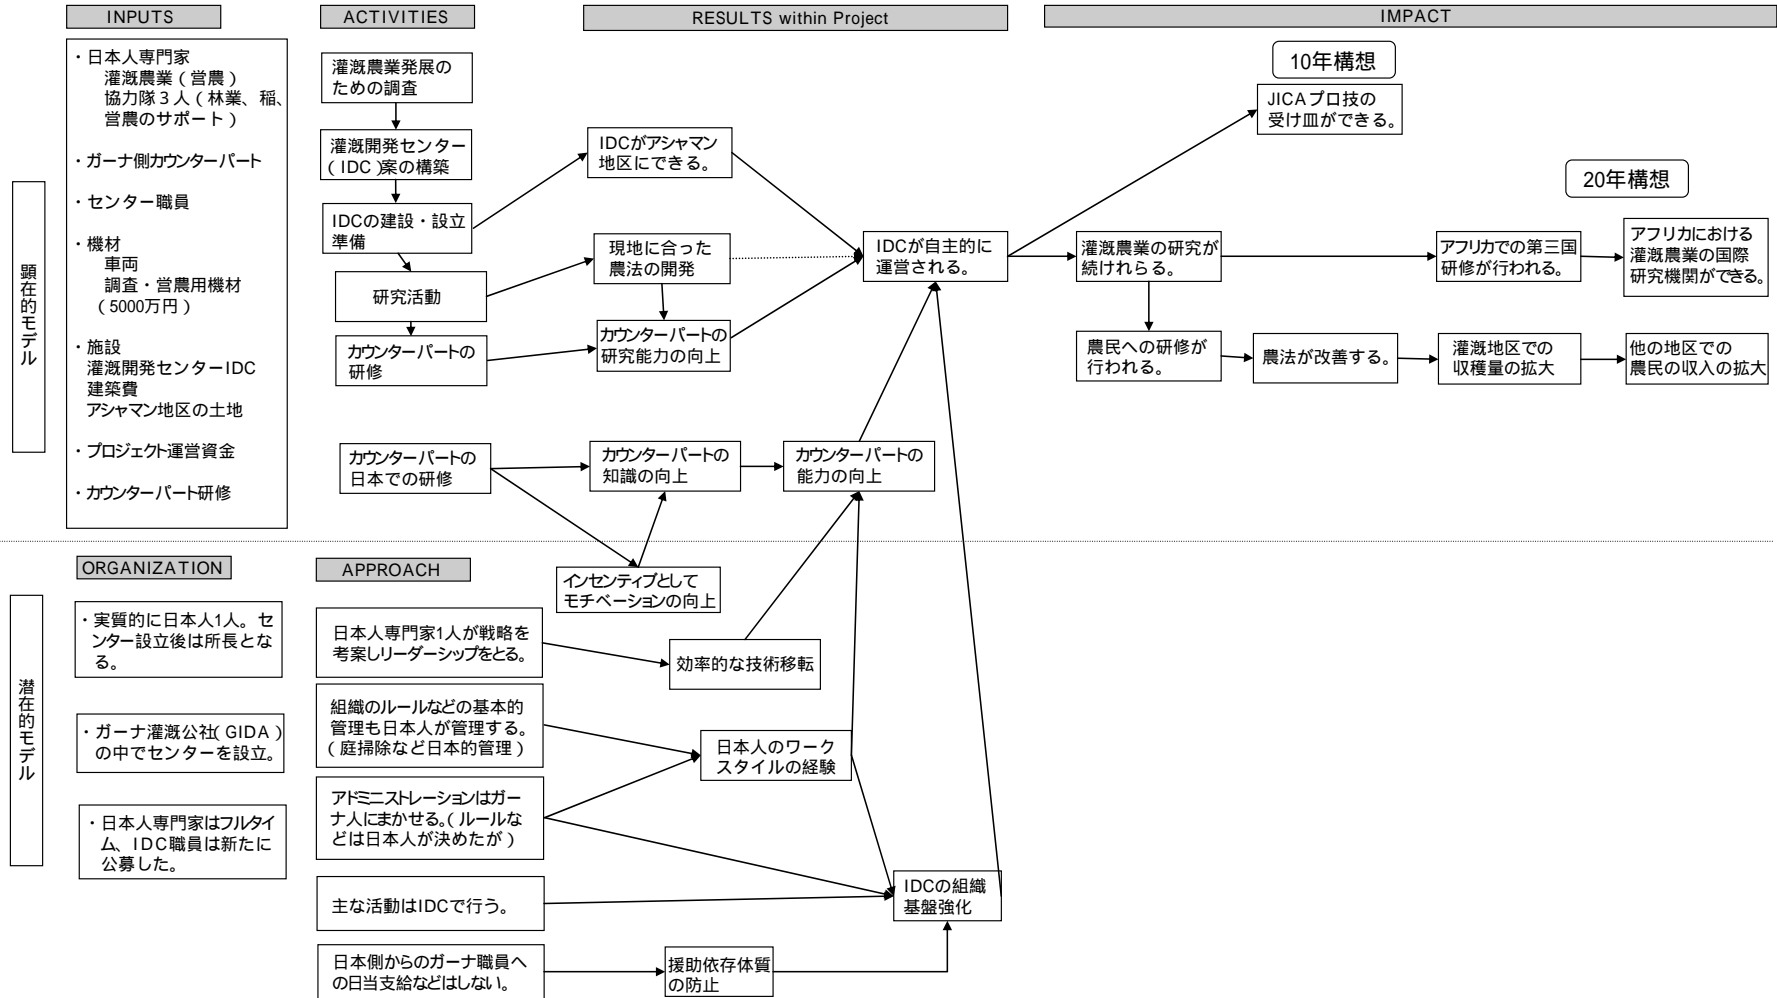 INPUTS
ACTIVITIES
RESULTS within Project
IMPACT
顕在的モデル
・日本人専門家
灌漑農業（営農）
協力隊３人（林業、稲、
営農のサポート）
・ガーナ側カウンターパート
・センター職員
・機材
車両
調査・営農用機材
（5000万円）
・施設
灌漑開発センターIDC
建築費
アシャマン地区の土地
・プロジェクト運営資金
・カウンターパート研修
灌漑農業発展の
ための調査
灌漑開発センター
（IDC）案の構築
IDCの建設・設立
準備
研究活動
カウンターパートの
研修
カウンターパートの
日本での研修
IDCがアシャマン
地区にできる。
現地に合った
農法の開発
カウンターパートの
研究能力の向上
カウンターパートの
知識の向上
カウンターパートの
能力の向上
IDCが自主的に
運営される。
10年構想
JICAプロ技の
受け皿ができる。
20年構想
灌漑農業の研究が
続けれらる。
アフリカでの第三国
研修が行われる。
アフリカにおける
灌漑農業の国際
研究機関ができる。
農民への研修が
行われる。
農法が改善する。
灌漑地区での
収穫量の拡大
他の地区での
農民の収入の拡大
潜在的モデル
ORGANIZATION
APPROACH
・実質的に日本人1人。セ
ンター設立後は所長とな
る。
・ガーナ灌漑公社（GIDA）
の中でセンターを設立。
・日本人専門家はフルタイ
ム、IDC職員は新たに
公募した。
インセンティブとして
モチベーションの向上
日本人専門家1人が戦略を
考案しリーダーシップをとる。
効率的な技術移転
組織のルールなどの基本的
管理も日本人が管理する。
（庭掃除など日本的管理）
日本人のワーク
スタイルの経験
アドミニストレーションはガー
ナ人にまかせる。（ルールな
どは日本人が決めたが）
主な活動はIDCで行う。
IDCの組織
基盤強化
日本側からのガーナ職員へ
の日当支給などはしない。
援助依存体質
の防止